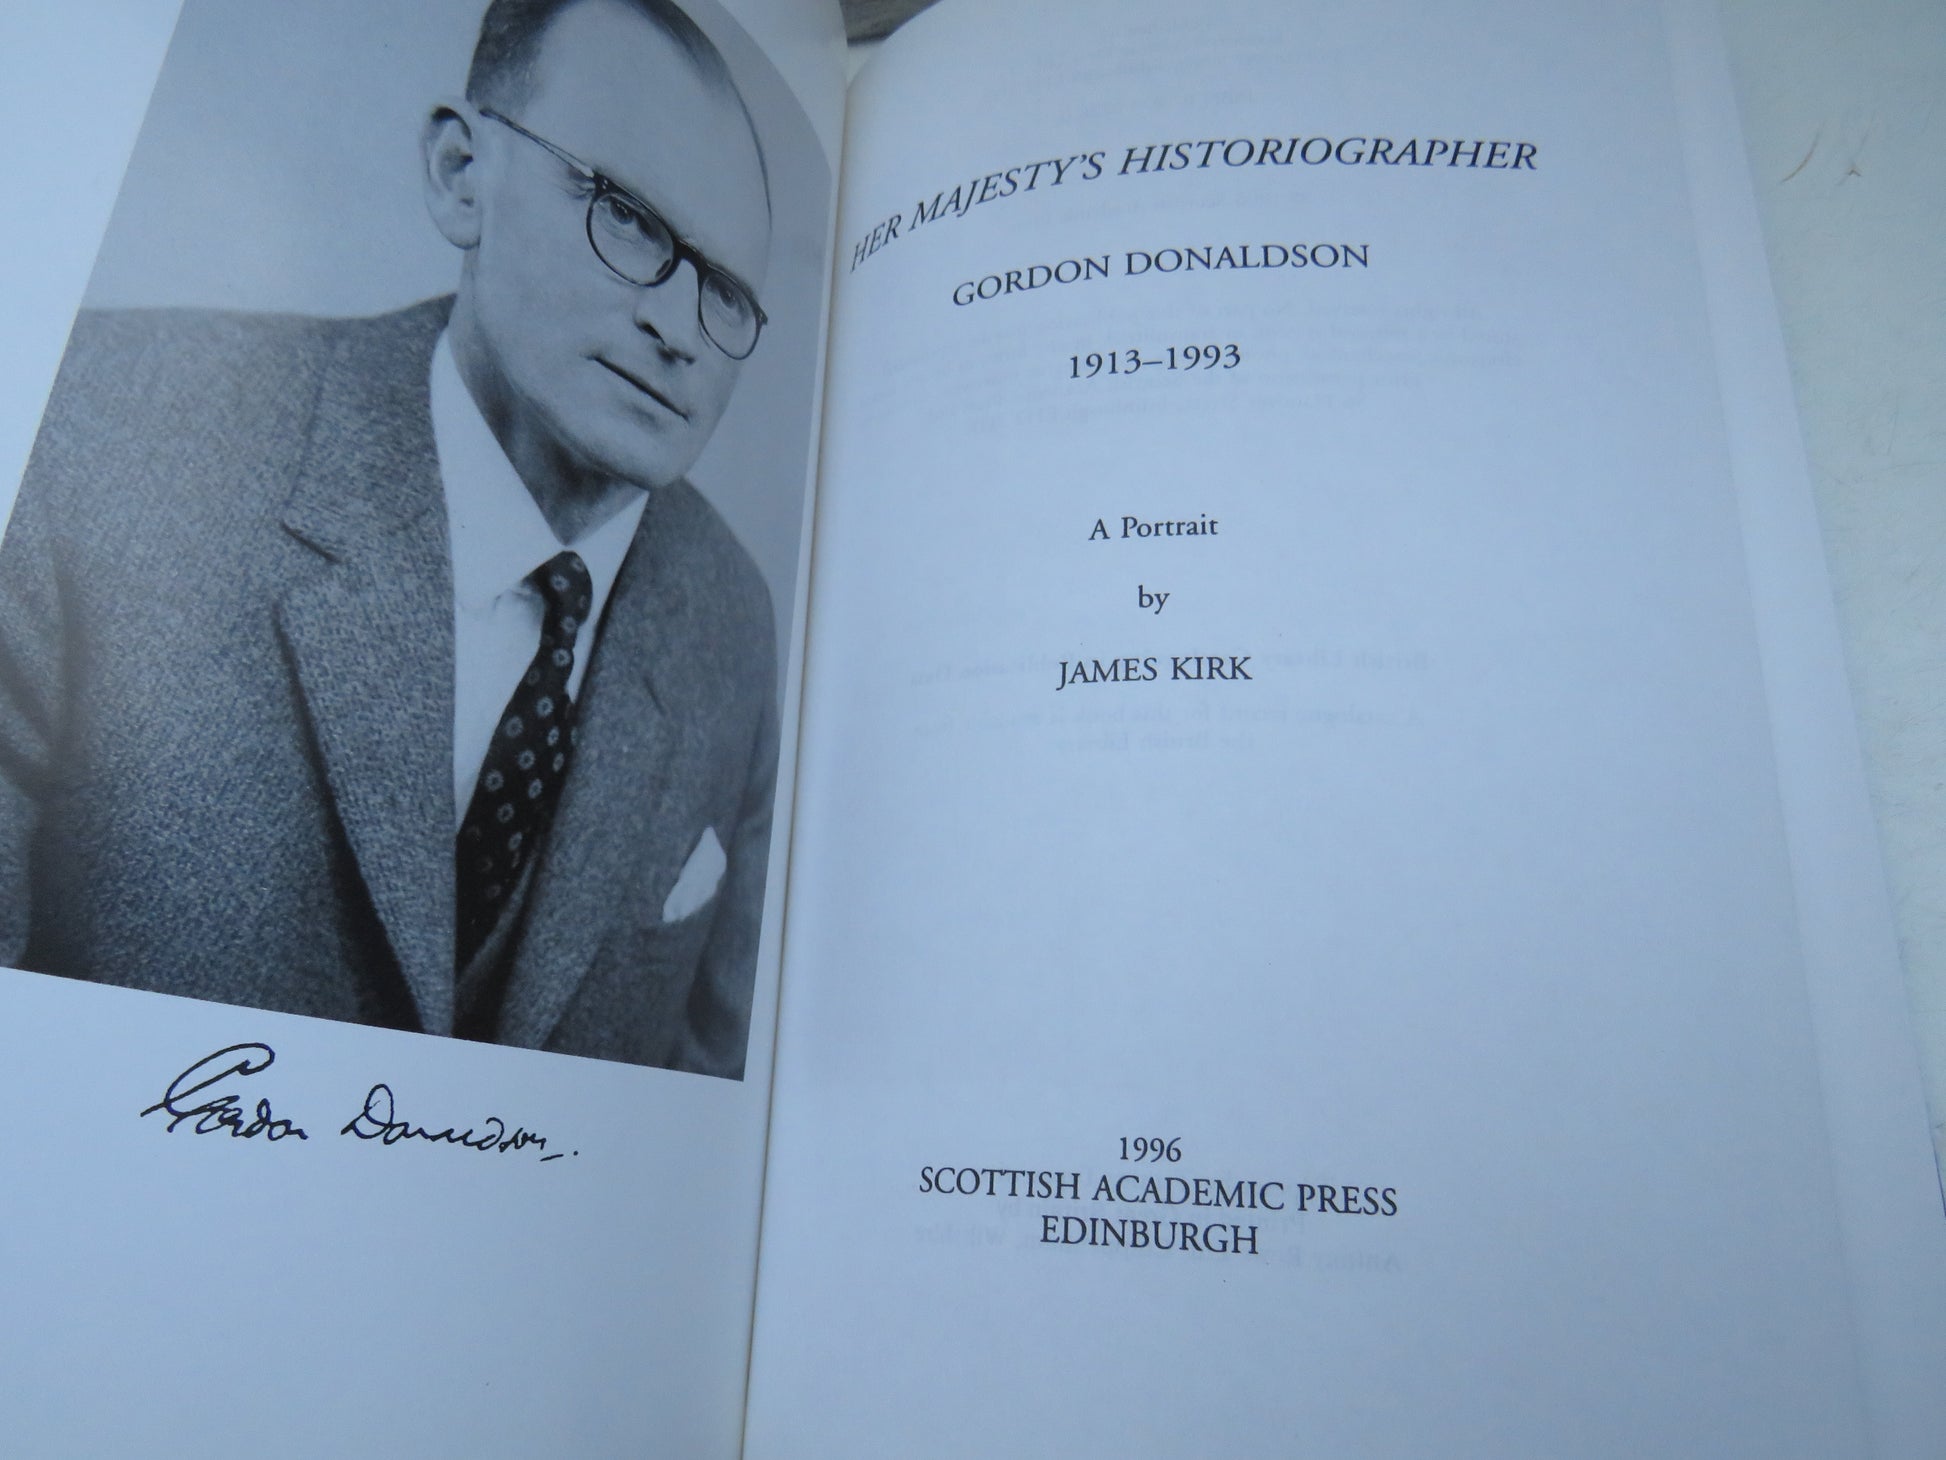 Gordon Donaldson.
HER MAJESTY'S HISTORIOGRAPHER
GORDON DONALDSON
1913–1993
A Portrait
by
JAMES KIRK
1996
SCOTTISH ACADEMIC PRESS
EDINBURGH